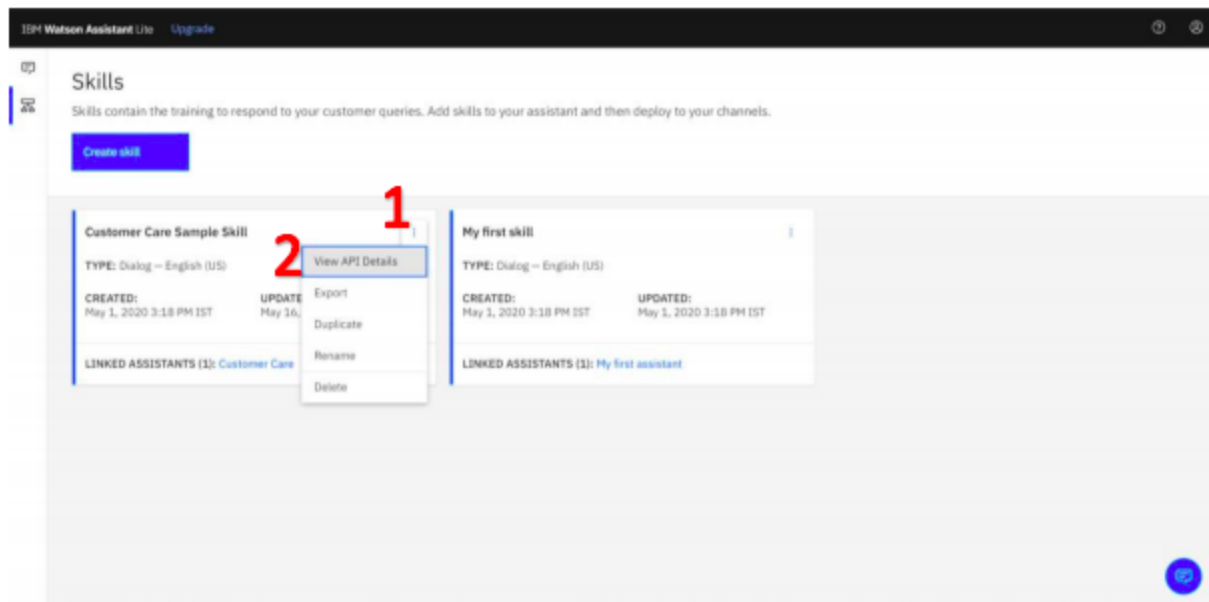 IBM Watson Assistant Lite Upgrade
Skills
Skills contain the training to respond to your customer queries. Add skills to your assistant and then deploy to your channels.
Create skill
1
2
Customer Care Sample Skill
TYPE: Dialog — English (US)
CREATED:
May 1, 2020 3:18 PM IST
UPDATE
May 16,
LINKED ASSISTANTS (1): Customer Care
View API Details
Export
Duplicate
Rename
Delete
My first skill
TYPE: Dialog — English (US)
CREATED:
May 1, 2020 3:18 PM IST
UPDATED:
May 1, 2020 3:18 PM IST
LINKED ASSISTANTS (1): My first assistant